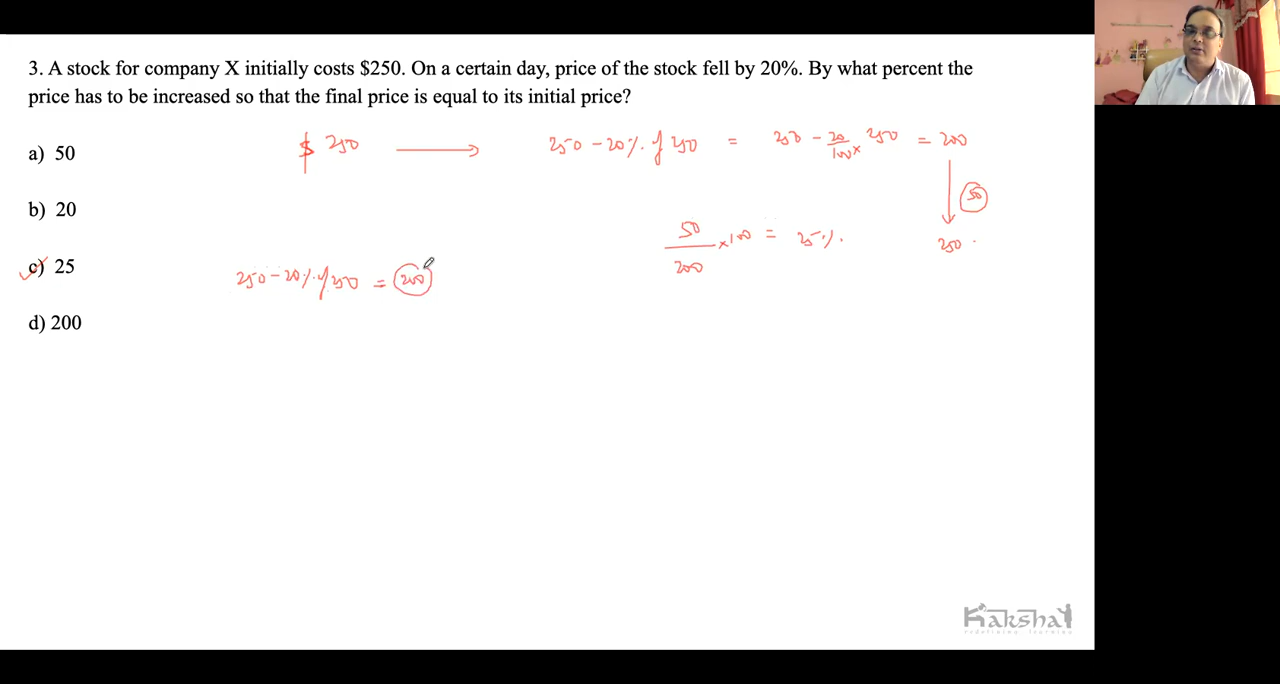 3. A stock for company X initially costs $250. On a certain day, price of the stock fell by 20%. By what percent the
price has to be increased so that the final price is equal to its initial price?
$ 250 → 250 - 20% of 250 = 250 - 20/100 × 250 = 200
a) 50
50
b) 20
50/200 × 100 = 25%.
250.
c) 25
250 - 20% of 250 = 200
d) 200
Kaksha
redefining learning